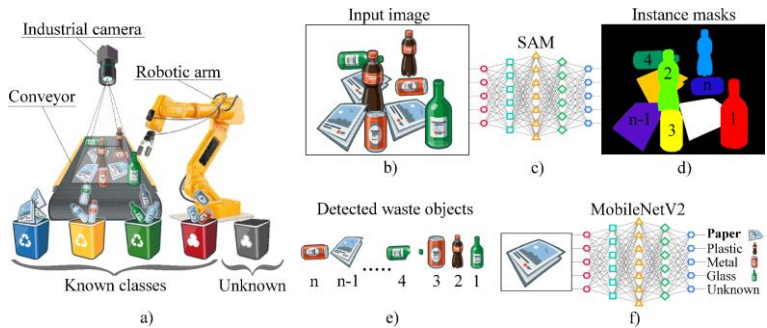 Industrial camera
Robotic arm
Conveyor
Known classes
Unknown
a)
Input image
b)
SAM
c)
Instance masks
4
2
n
n-1
3
1
d)
Detected waste objects
n n-1 ..... 4 3 2 1
e)
MobileNetV2
Paper
Plastic
Metal
Glass
Unknown
f)